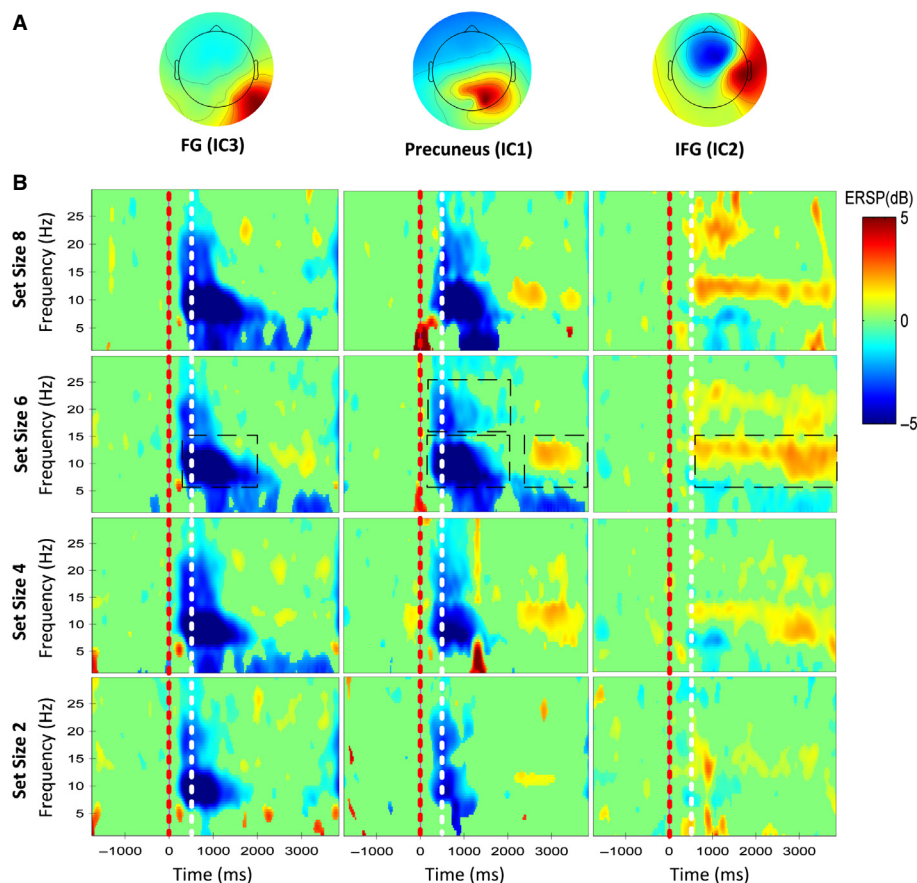 A
FG (IC3)
Precuneus (IC1)
IFG (IC2)
B
ERSP(dB)
5
−5
Set Size 8
Frequency (Hz)
25
20
15
10
5
Set Size 6
Frequency (Hz)
25
20
15
10
5
Set Size 4
Frequency (Hz)
25
20
15
10
5
Set Size 2
Frequency (Hz)
25
20
15
10
5
−1000 0 1000 2000 3000
−1000 0 1000 2000 3000
−1000 0 1000 2000 3000
Time (ms)
Time (ms)
Time (ms)